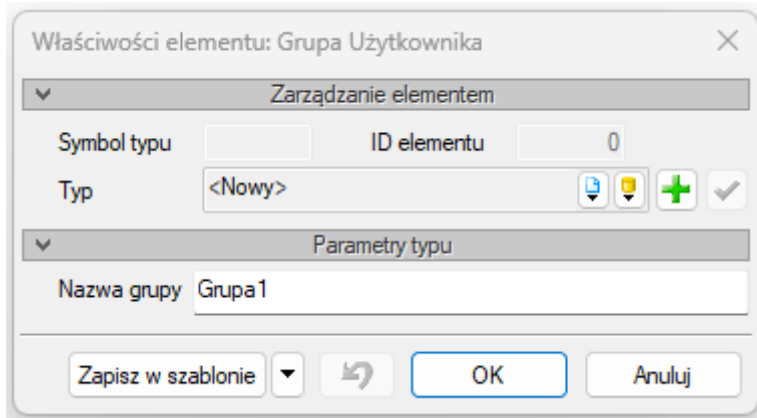 Właściwości elementu: Grupa Użytkownika
Zarządzanie elementem
Symbol typu ID elementu 0
Typ <Nowy>
Parametry typu
Nazwa grupy Grupa1
Zapisz w szablonie OK Anuluj